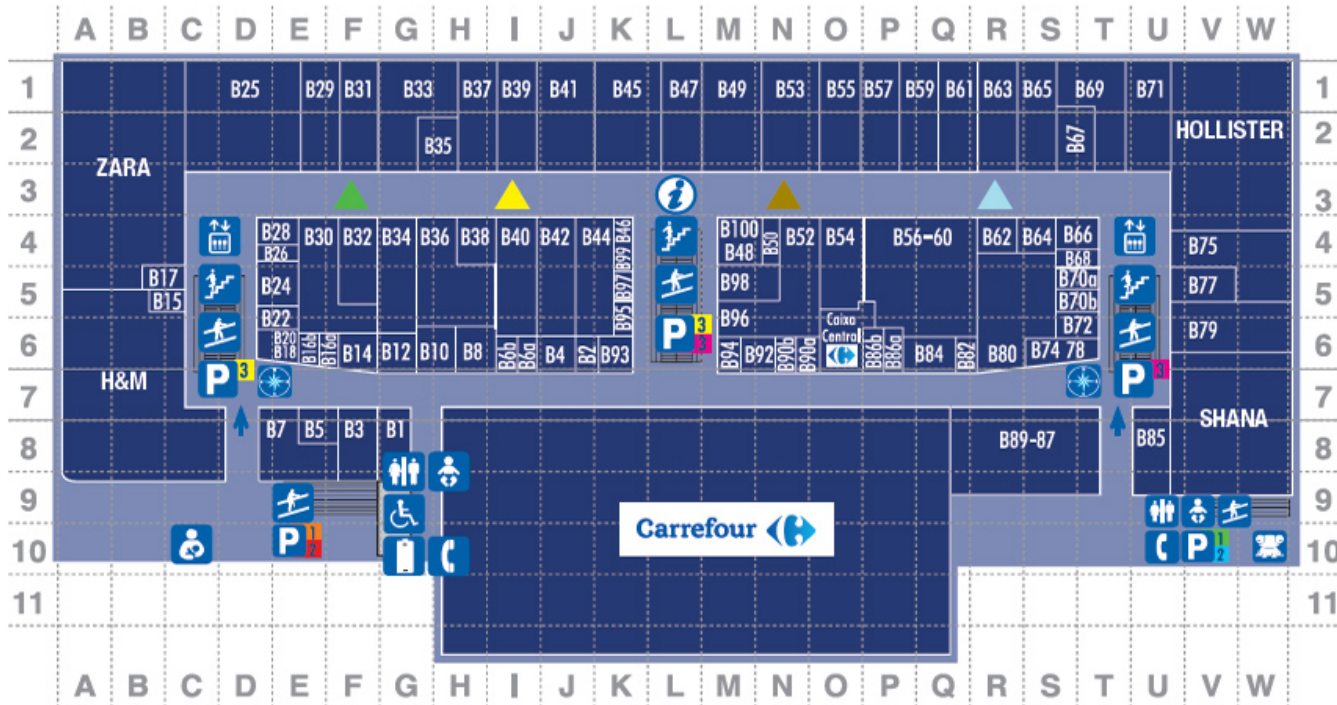 A B C D E F G H I J K L M N O P Q R S T U V W
1 B25 B29 B31 B33 B37 B39 B41 B45 B47 B49 B53 B55 B57 B59 B61 B63 B65 B69 B71 1
2 ZARA B35 B67 HOLLISTER 2
3 i 3
4 B28 B26 B30 B32 B34 B36 B38 B40 B42 B44 B46 B99 B100 B48 B50 B52 B54 B56-60 B62 B64 B66 B68 B75 4
5 B17 B15 B24 B97 B98 B70a B70b B77 5
B22 B95 P 3 3 B96 Caixa Central B72 B79
6 B20 B18 B16b B16a B14 B12 B10 B8 B6b B6a B4 B2 B93 B94 B92 B90b B90a B86b B86a B84 B82 B80 B74 78 6
H&M P 3 P 3
7 7
SHANA
8 B7 B5 B3 B1 B89-87 B85 8
9 Carrefour 9
10 P 1 2 P 1 2 10
11 11
A B C D E F G H I J K L M N O P Q R S T U V W